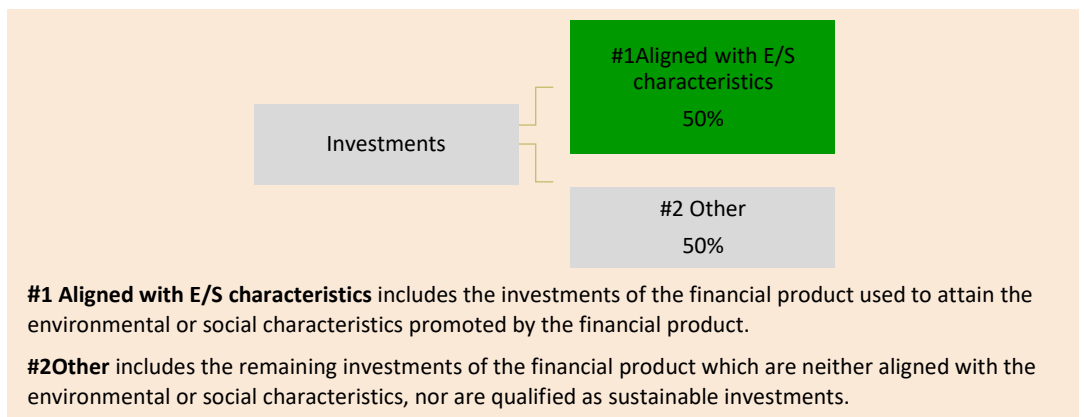 #1Aligned with E/S
characteristics
50%
Investments
#2 Other
50%
#1 Aligned with E/S characteristics includes the investments of the financial product used to attain the
environmental or social characteristics promoted by the financial product.
#2Other includes the remaining investments of the financial product which are neither aligned with the
environmental or social characteristics, nor are qualified as sustainable investments.